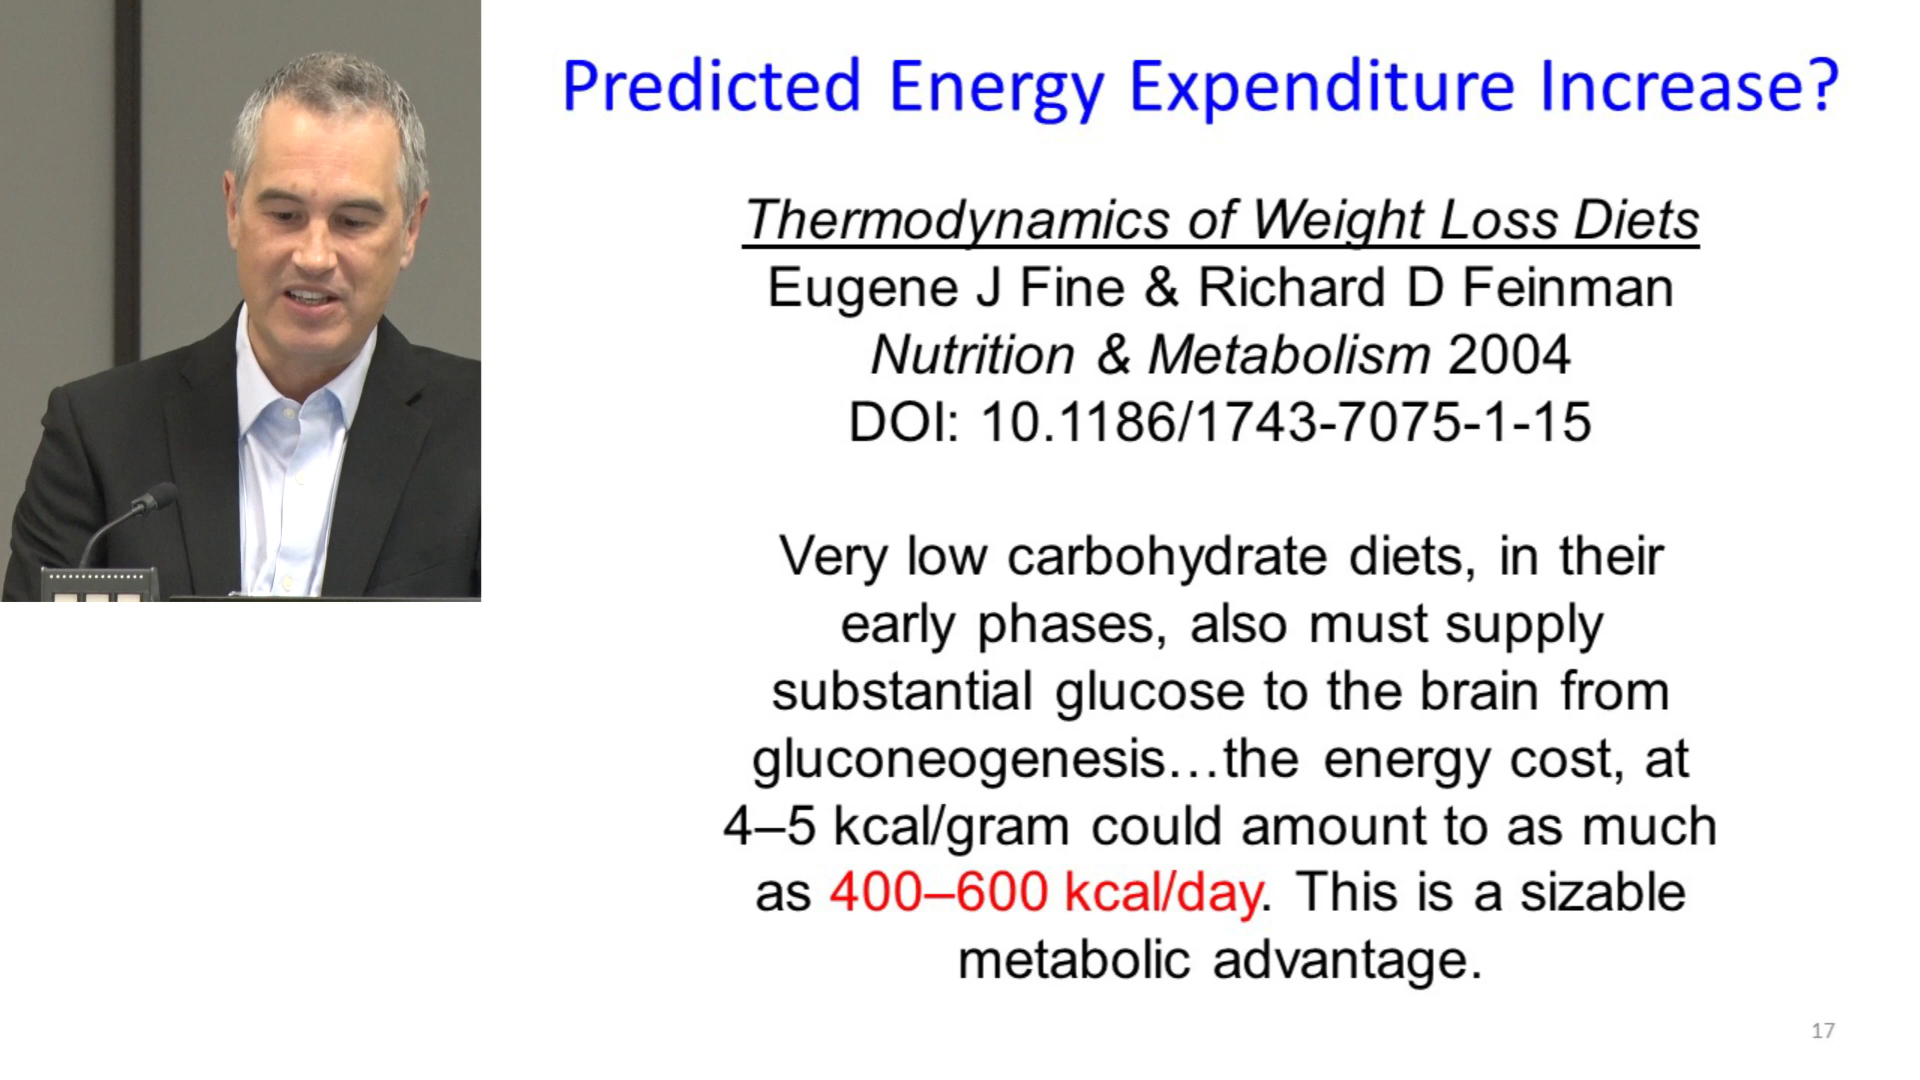 Predicted Energy Expenditure Increase?
Thermodynamics of Weight Loss Diets
Eugene J Fine & Richard D Feinman
Nutrition & Metabolism 2004
DOI: 10.1186/1743-7075-1-15
Very low carbohydrate diets, in their
early phases, also must supply
substantial glucose to the brain from
gluconeogenesis…the energy cost, at
4–5 kcal/gram could amount to as much
as 400–600 kcal/day. This is a sizable
metabolic advantage.
17